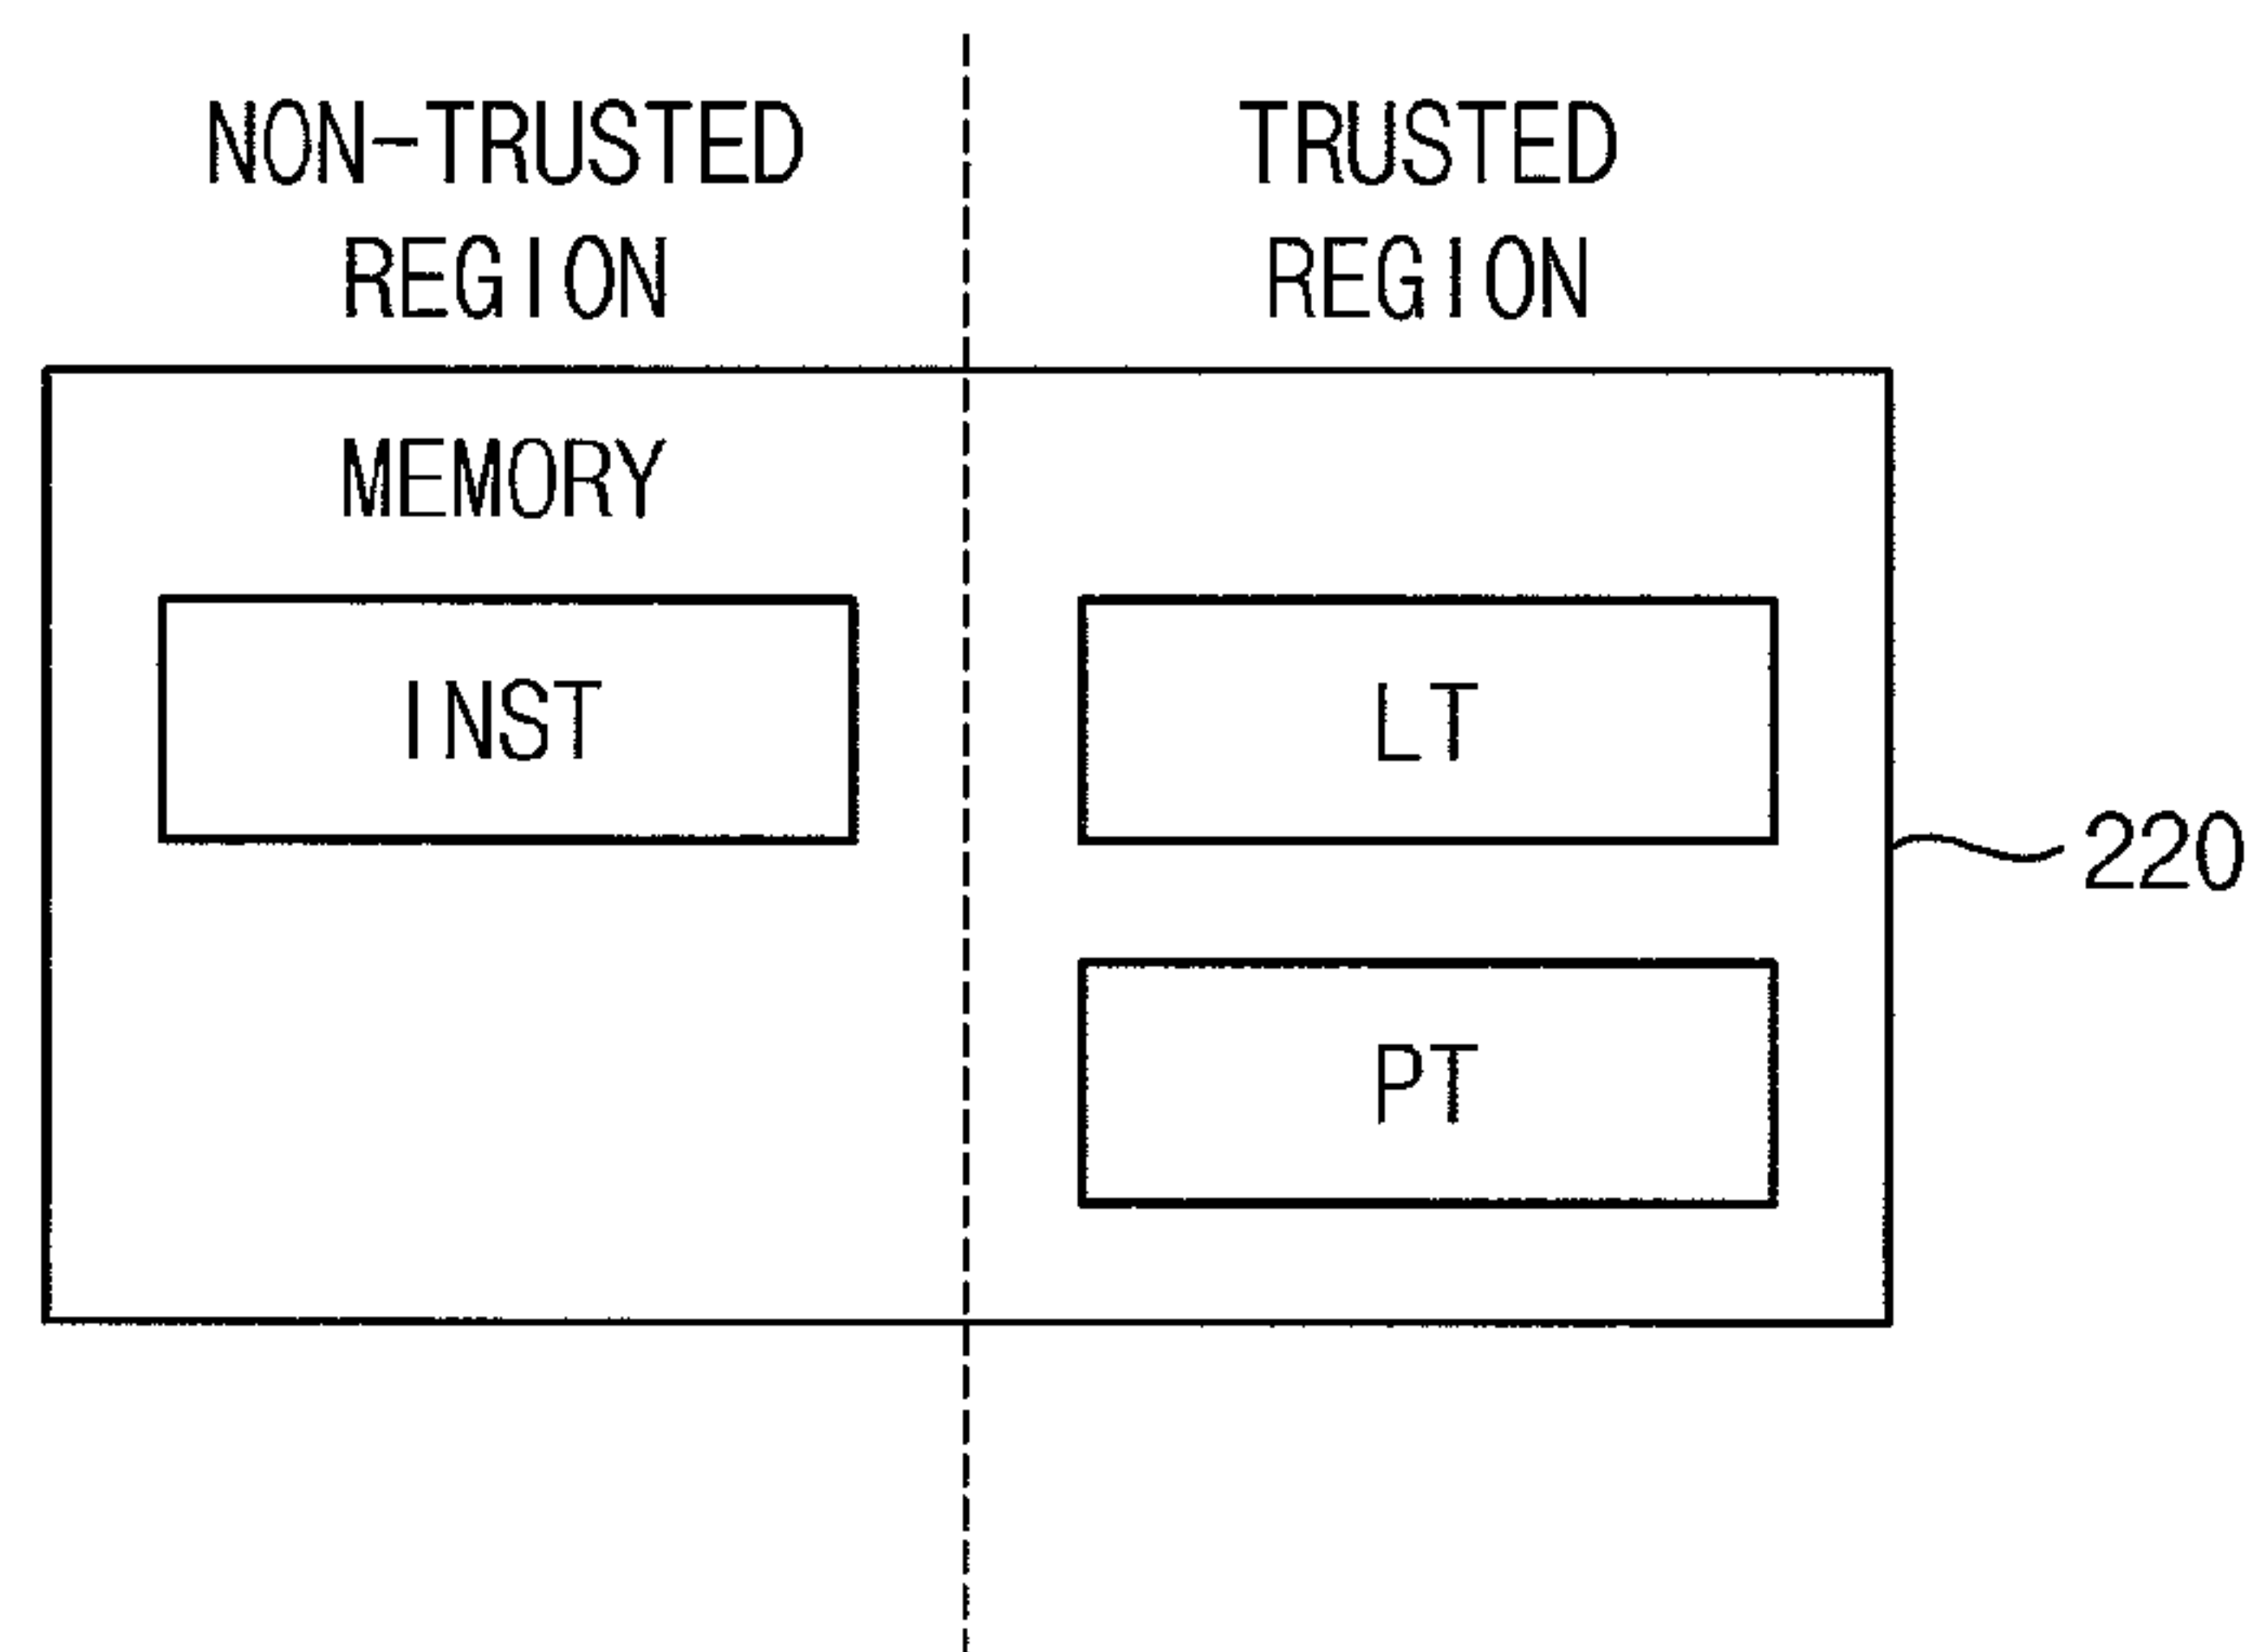 NON-TRUSTED
REGION
TRUSTED
REGION
MEMORY
INST
LT
PT
220